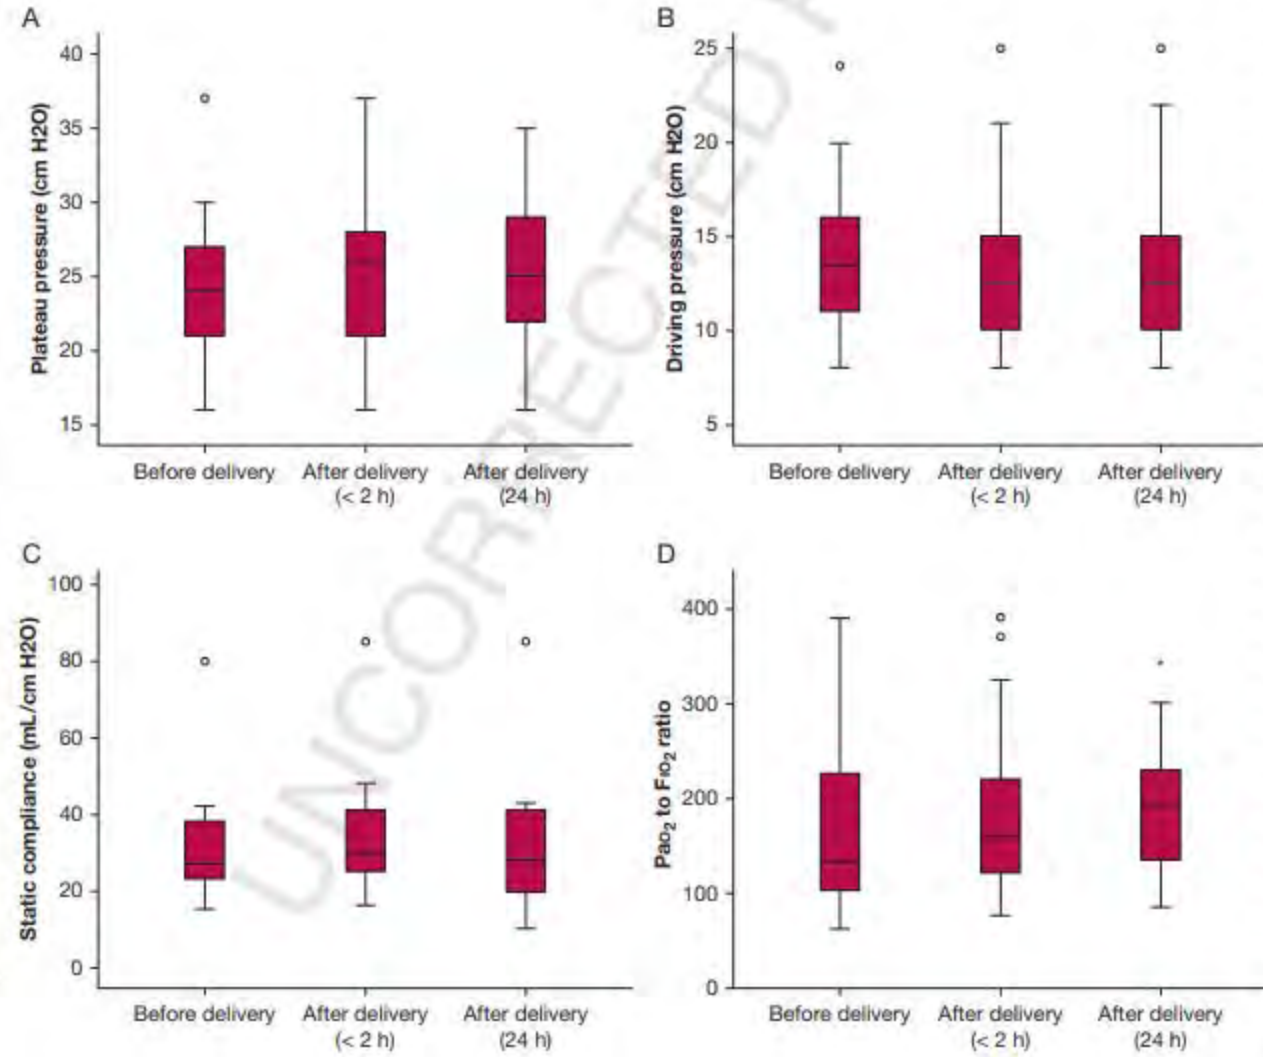 A
Plateau pressure (cm H2O)
40
35
30
25
20
15
Before delivery
After delivery
(< 2 h)
After delivery
(24 h)
B
Driving pressure (cm H2O)
25
20
15
10
5
Before delivery
After delivery
(< 2 h)
After delivery
(24 h)
C
Static compliance (mL/cm H2O)
100
80
60
40
20
0
Before delivery
After delivery
(< 2 h)
After delivery
(24 h)
D
PaO₂ to FIO₂ ratio
400
300
200
100
0
Before delivery
After delivery
(< 2 h)
After delivery
(24 h)
UNCORRECTED